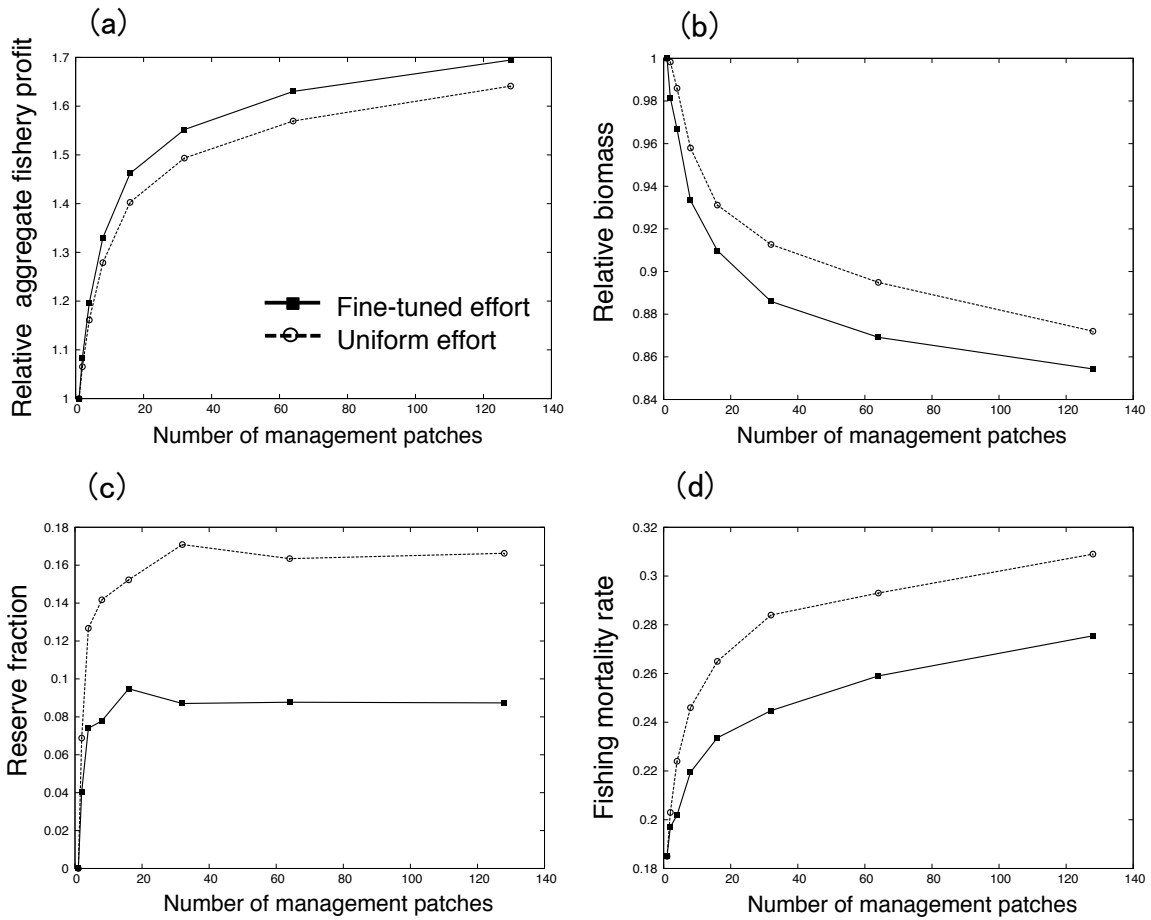 (a)
Relative aggregate fishery profit
1.7
1.6
1.5
1.4
1.3
1.2
1.1
1
0 20 40 60 80 100 120 140
Number of management patches
Fine-tuned effort
Uniform effort
(b)
Relative biomass
1
0.98
0.96
0.94
0.92
0.9
0.88
0.86
0.84
0 20 40 60 80 100 120 140
Number of management patches
(c)
Reserve fraction
0.18
0.16
0.14
0.12
0.1
0.08
0.06
0.04
0.02
0
0 20 40 60 80 100 120 140
Number of management patches
(d)
Fishing mortality rate
0.32
0.3
0.28
0.26
0.24
0.22
0.2
0.18
0 20 40 60 80 100 120 140
Number of management patches